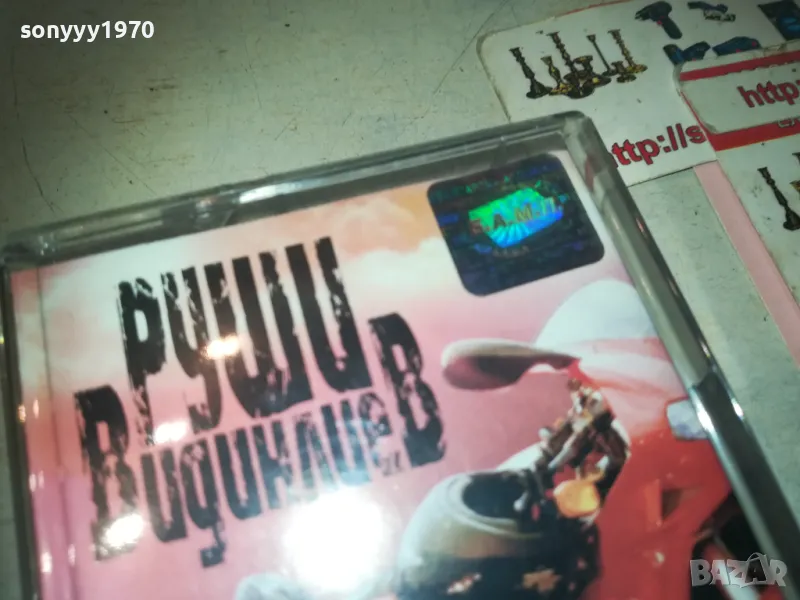 sonyyy1970
http
http://s
B.A.M.P.
Руши
Видинлиев
BAZAR